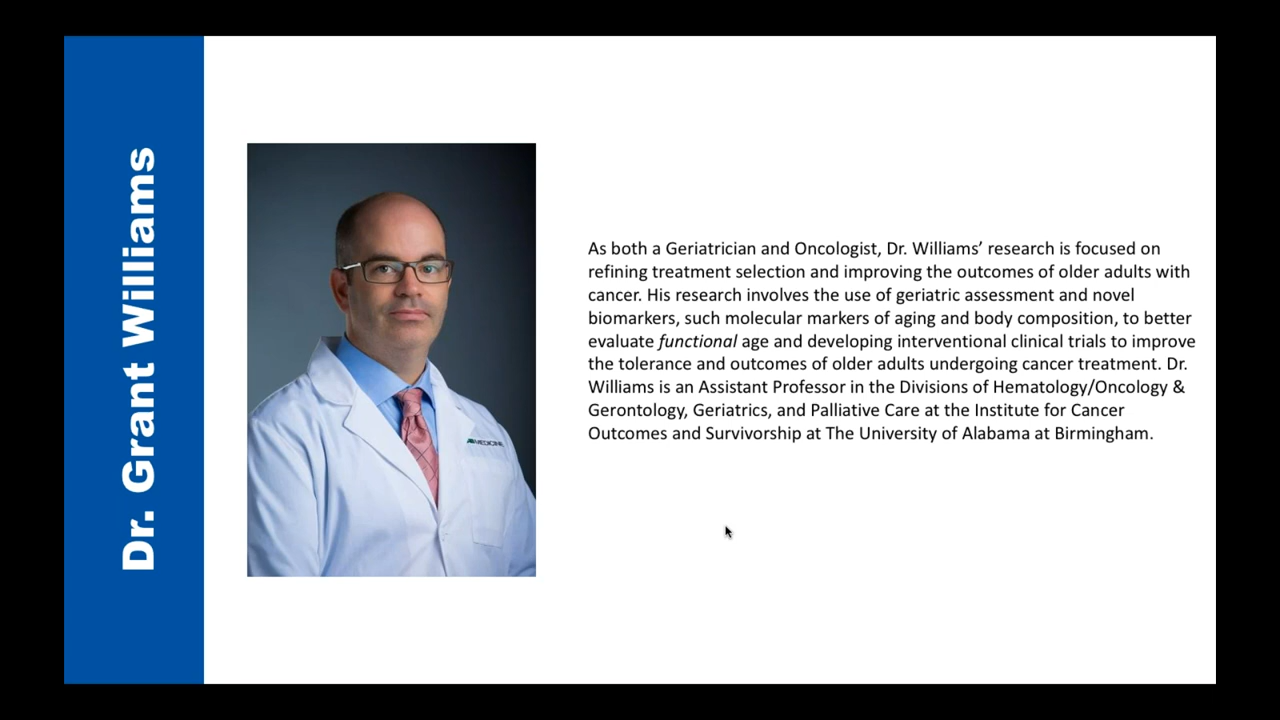 Dr. Grant Williams
MEDICINE
As both a Geriatrician and Oncologist, Dr. Williams’ research is focused on
refining treatment selection and improving the outcomes of older adults with
cancer. His research involves the use of geriatric assessment and novel
biomarkers, such molecular markers of aging and body composition, to better
evaluate functional age and developing interventional clinical trials to improve
the tolerance and outcomes of older adults undergoing cancer treatment. Dr.
Williams is an Assistant Professor in the Divisions of Hematology/Oncology &
Gerontology, Geriatrics, and Palliative Care at the Institute for Cancer
Outcomes and Survivorship at The University of Alabama at Birmingham.